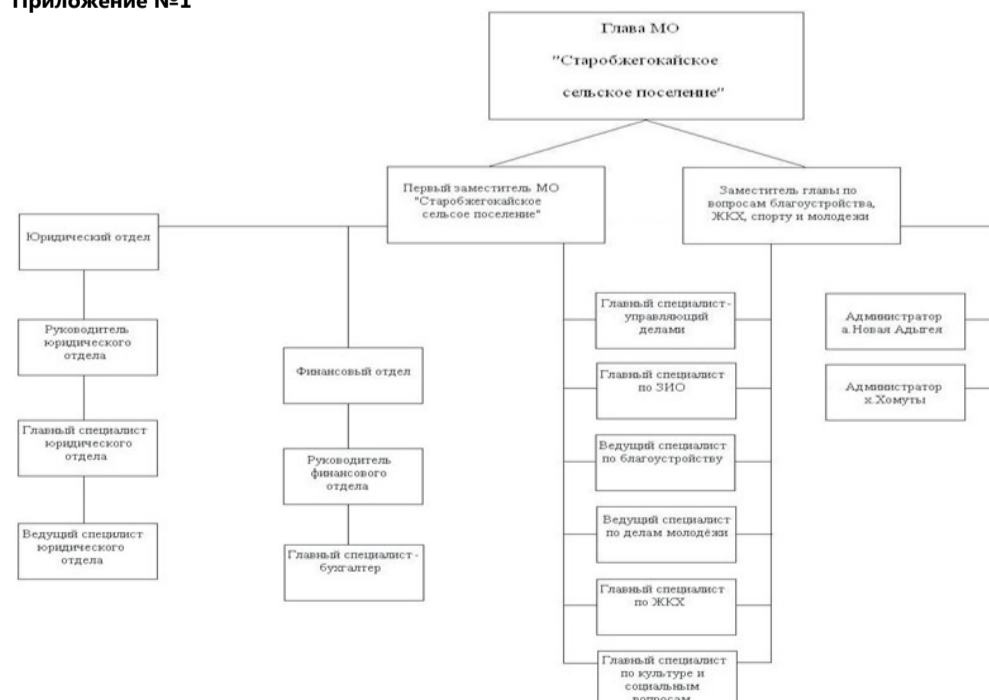 Приложение №1
Глава МО
"Старобжегокайское
сельское поселение"
Первый заместитель МО
"Старобжегокайское
сельсое поселение"
Заместитель главы по
вопросам благоустройства,
ЖКХ, спорту и молодежи
Юридический отдел
Руководитель
юридического
отдела
Главный специалист
юридического
отдела
Ведущий специлист
юридического
отдела
Финансовый отдел
Руководитель
финансового
отдела
Главный специалист-
бухгалтер
Главный специалист-
управляющий
делами
Главный специалист
по ЗИО
Ведущий специалист
по благоустройству
Ведущий специалист
по делам молодёжи
Главный специалист
по ЖКХ
Главный специалист
по культуре и
социальным
вопросам
Администратор
а.Новая Адыгея
Администратор
х.Хомуты